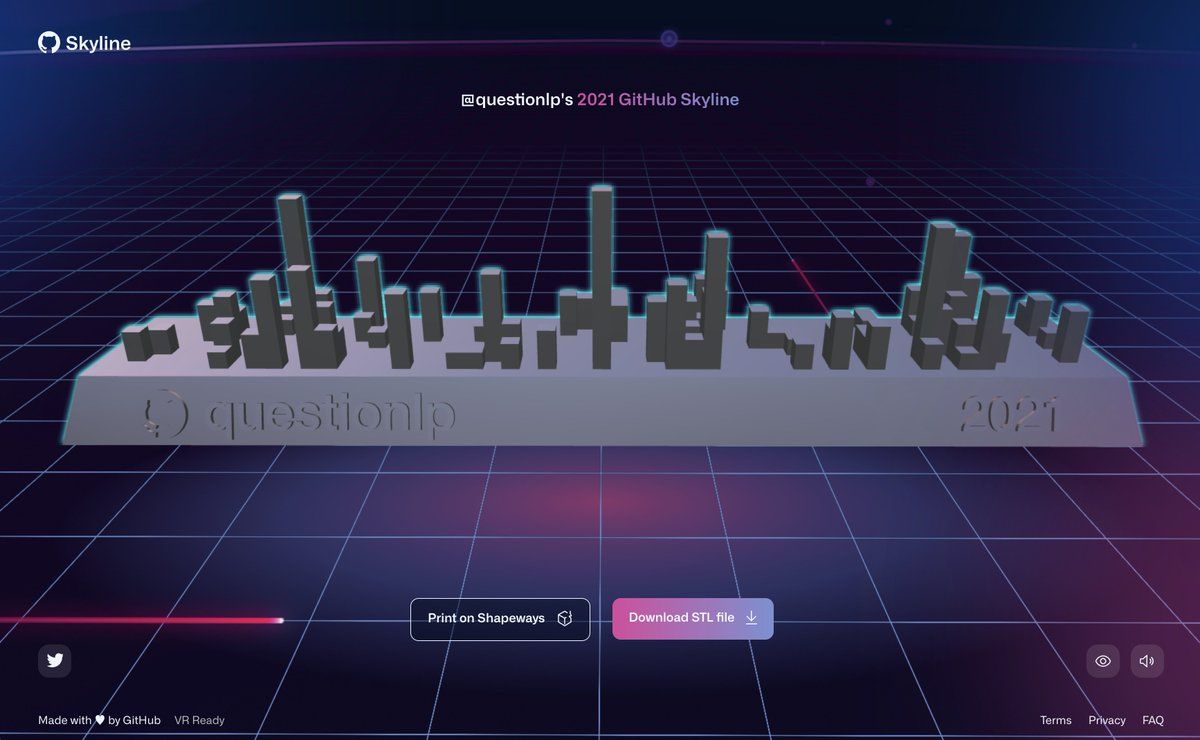 Skyline
@questionlp's 2021 GitHub Skyline
questionlp 2021
Print on Shapeways Download STL file
Made with by GitHub VR Ready Terms Privacy FAQ